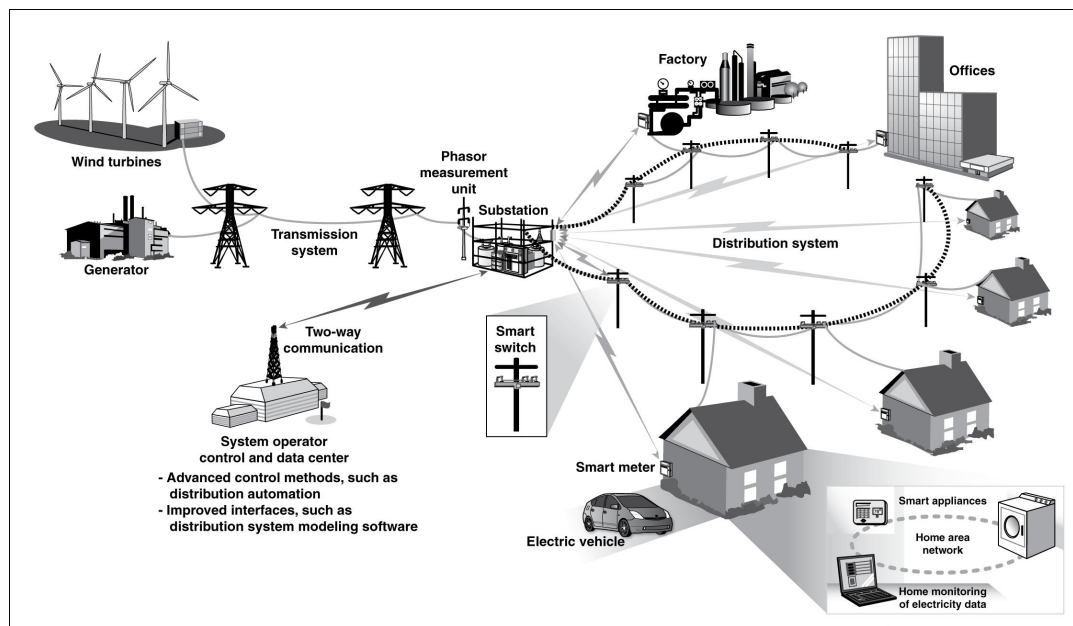 Wind turbines
Generator
Transmission
system
Phasor
measurement
unit
Substation
Factory
Offices
Distribution system
Two-way
communication
Smart
switch
System operator
control and data center
- Advanced control methods, such as
distribution automation
- Improved interfaces, such as
distribution system modeling software
Smart meter
Electric vehicle
Smart appliances
Home area
network
Home monitoring
of electricity data